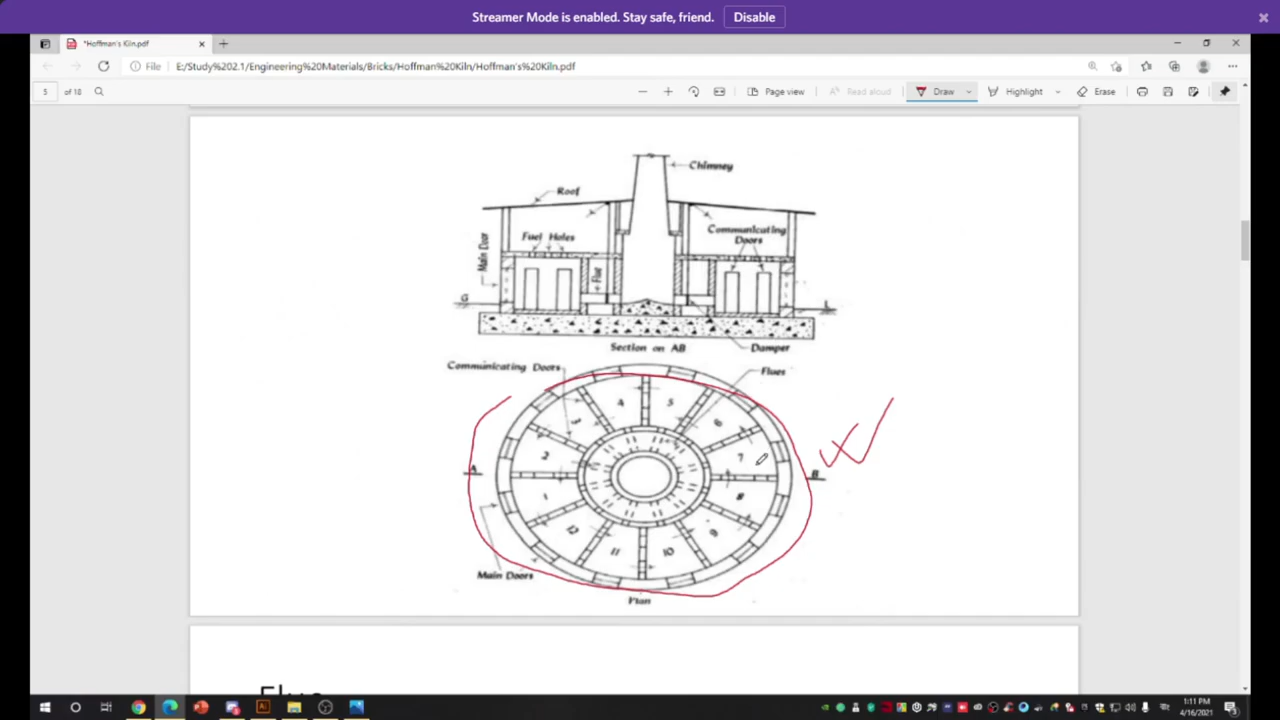 Streamer Mode is enabled. Stay safe, friend. Disable
*Hoffman's Kiln.pdf
File E:/Study%202.1/Engineering%20Materials/Bricks/Hoffman%20Kiln/Hoffman's%20Kiln.pdf
5 of 18 Page view Read aloud Draw Highlight Erase
Chimney
Roof
Fuel Holes
Communicating Doors
Main Door
Flue
G L
Section on AB
Damper
Communicating Doors
Flues
4 5
3 6
2 7
A B
1 8
12 9
11 10
Main Doors
Plan
Flue
1:11 PM
4/16/2021